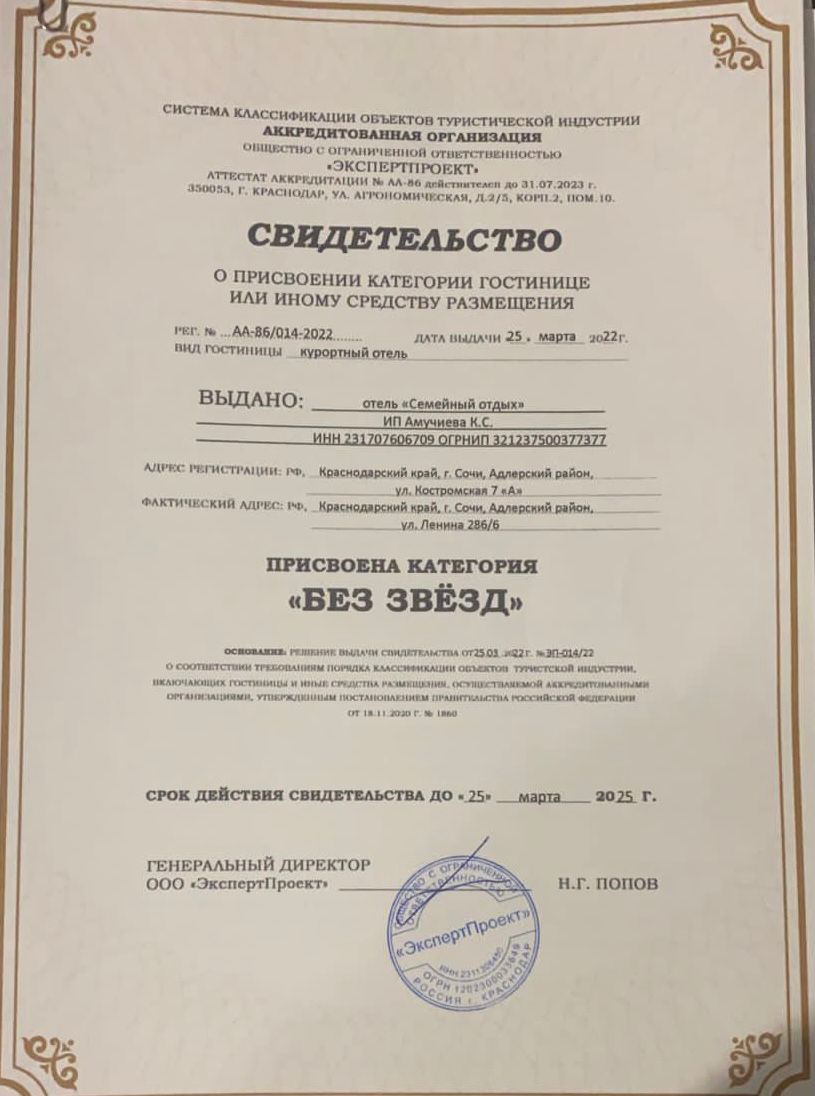 СИСТЕМА КЛАССИФИКАЦИИ ОБЪЕКТОВ ТУРИСТИЧЕСКОЙ ИНДУСТРИИ
АККРЕДИТОВАННАЯ ОРГАНИЗАЦИЯ
ОБЩЕСТВО С ОГРАНИЧЕННОЙ ОТВЕТСТВЕННОСТЬЮ
«ЭКСПЕРТПРОЕКТ»
АТТЕСТАТ АККРЕДИТАЦИИ № АА-86 действителен до 31.07.2023 г.
350053, Г. КРАСНОДАР, УЛ. АГРОНОМИЧЕСКАЯ, Д.2/5, КОРП.2, ПОМ.10.
СВИДЕТЕЛЬСТВО
О ПРИСВОЕНИИ КАТЕГОРИИ ГОСТИНИЦЕ
ИЛИ ИНОМУ СРЕДСТВУ РАЗМЕЩЕНИЯ
РЕГ. № ...АА-86/014-2022....... ДАТА ВЫДАЧИ 25 . марта 2022г.
ВИД ГОСТИНИЦЫ курортный отель
ВЫДАНО: отель «Семейный отдых»
ИП Амучиева К.С.
ИНН 231707606709 ОГРНИП 321237500377377
АДРЕС РЕГИСТРАЦИИ: РФ, Краснодарский край, г. Сочи, Адлерский район,
ул. Костромская 7 «А»
ФАКТИЧЕСКИЙ АДРЕС: РФ, Краснодарский край, г. Сочи, Адлерский район,
ул. Ленина 286/6
ПРИСВОЕНА КАТЕГОРИЯ
«БЕЗ ЗВЁЗД»
ОСНОВАНИЕ: РЕШЕНИЕ ВЫДАЧИ СВИДЕТЕЛЬСТВА ОТ 25.03 .2022 Г. № ЭП-014/22
О СООТВЕТСТВИИ ТРЕБОВАНИЯМ ПОРЯДКА КЛАССИФИКАЦИИ ОБЪЕКТОВ ТУРИСТСКОЙ ИНДУСТРИИ,
ВКЛЮЧАЮЩИХ ГОСТИНИЦЫ И ИНЫЕ СРЕДСТВА РАЗМЕЩЕНИЯ, ОСУЩЕСТВЛЯЕМОЙ АККРЕДИТОВАННЫМИ
ОРГАНИЗАЦИЯМИ, УТВЕРЖДЕННЫМ ПОСТАНОВЛЕНИЕМ ПРАВИТЕЛЬСТВА РОССИЙСКОЙ ФЕДЕРАЦИИ
ОТ 18.11.2020 Г. № 1860
СРОК ДЕЙСТВИЯ СВИДЕТЕЛЬСТВА ДО «25» марта 2025 Г.
ГЕНЕРАЛЬНЫЙ ДИРЕКТОР
ООО «ЭкспертПроект» Н.Г. ПОПОВ
ОБЩЕСТВО С ОГРАНИЧЕННОЙ
ОТВЕТСТВЕННОСТЬЮ
«ЭкспертПроект»
ИНН
ОГРН
РОССИЯ г. КРАСНОДАР